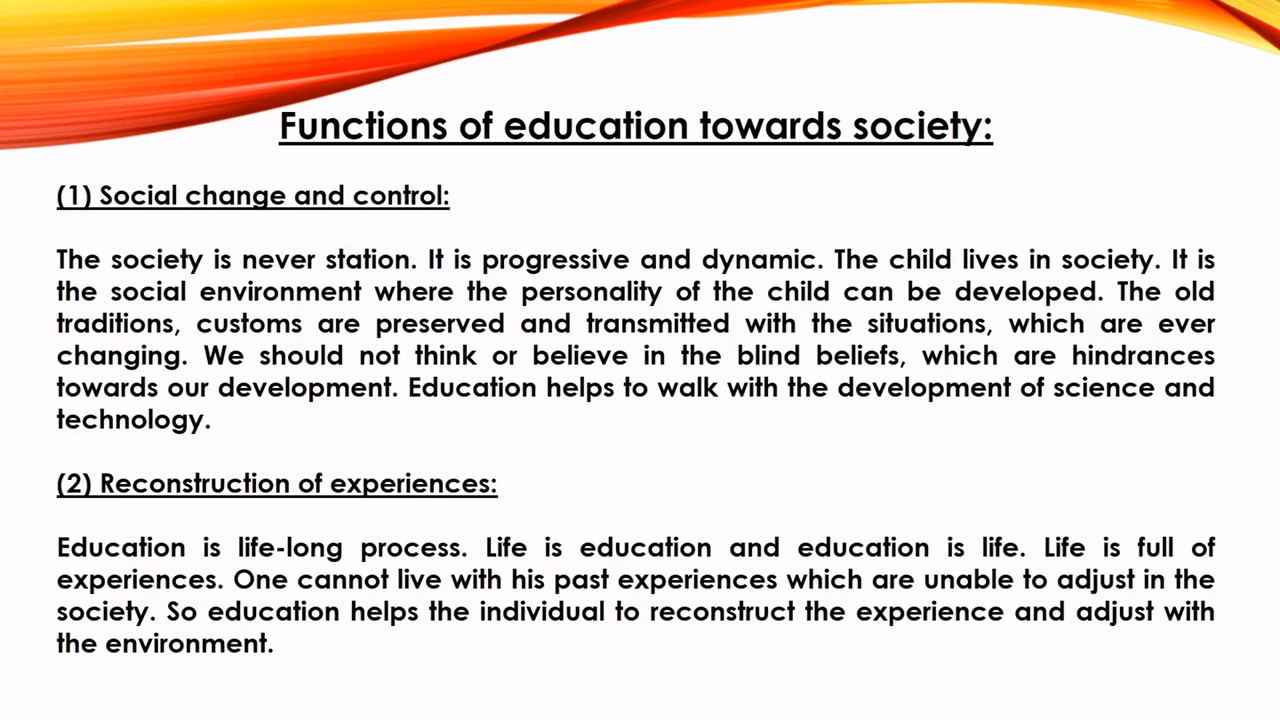 Functions of education towards society:
(1) Social change and control:
The society is never station. It is progressive and dynamic. The child lives in society. It is
the social environment where the personality of the child can be developed. The old
traditions, customs are preserved and transmitted with the situations, which are ever
changing. We should not think or believe in the blind beliefs, which are hindrances
towards our development. Education helps to walk with the development of science and
technology.
(2) Reconstruction of experiences:
Education is life-long process. Life is education and education is life. Life is full of
experiences. One cannot live with his past experiences which are unable to adjust in the
society. So education helps the individual to reconstruct the experience and adjust with
the environment.